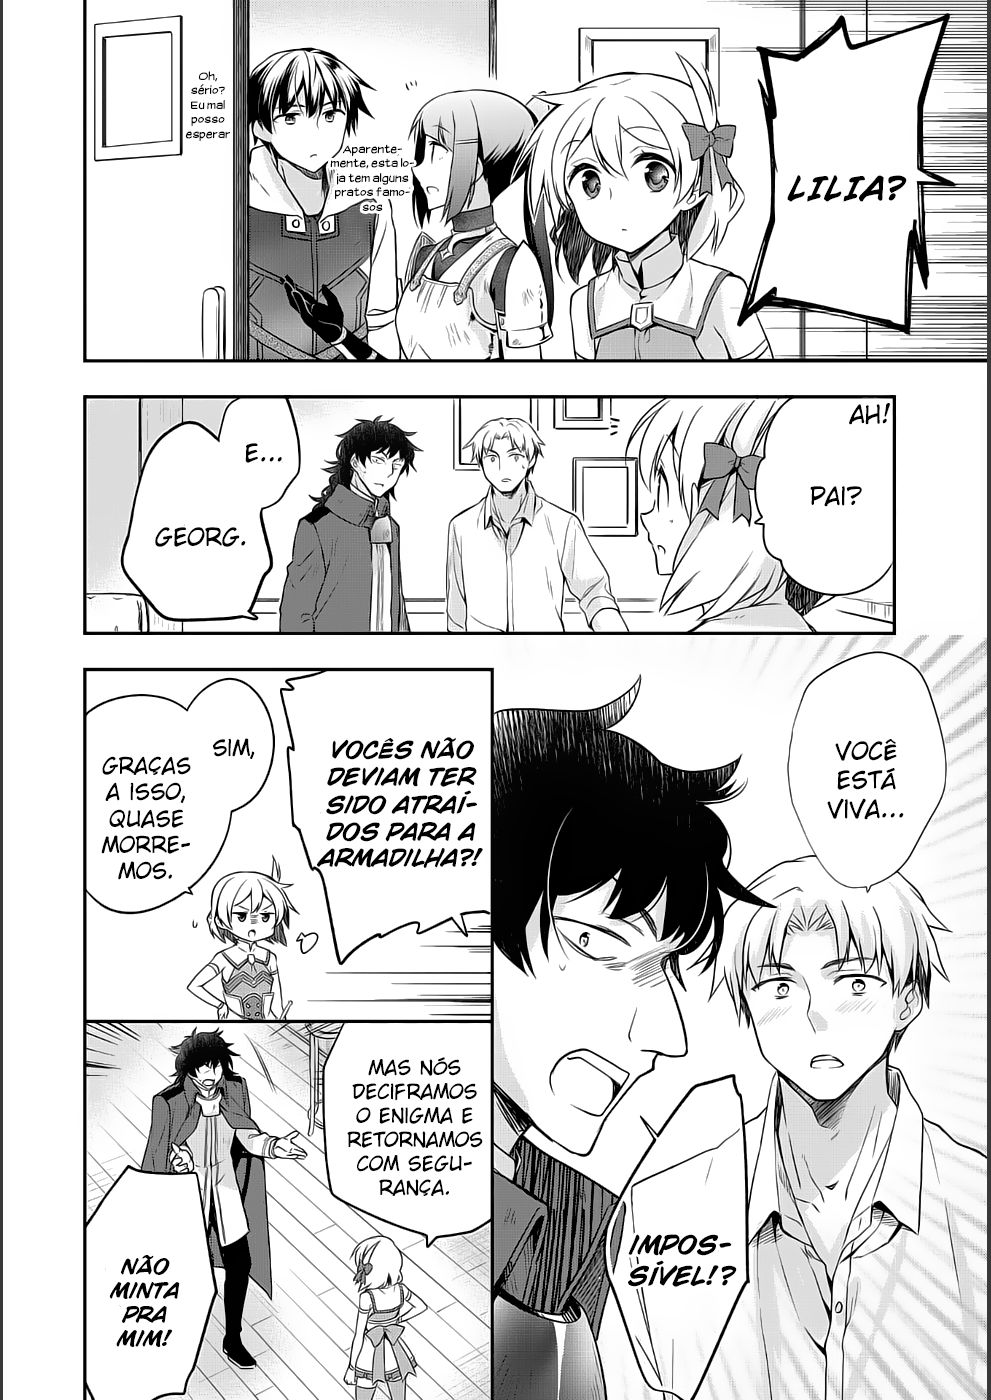 LILIA?
Aparente-
mente, esta lo-
ja tem alguns
pratos famo-
sos
Oh,
sério?
Eu mal
posso
esperar
AH!
PAI?
E...
GEORG.
VOCÊ
ESTÁ
VIVA...
IMPOS-
SÍVEL!?
VOCÊS NÃO
DEVIAM TER
SIDO ATRAÍ-
DOS PARA A
ARMADILHA?!
SIM,
GRAÇAS
A ISSO,
QUASE
MORRE-
MOS.
MAS NÓS
DECIFRAMOS
O ENIGMA E
RETORNAMOS
COM SEGU-
RANÇA.
NÃO
MINTA
PRA
MIM!